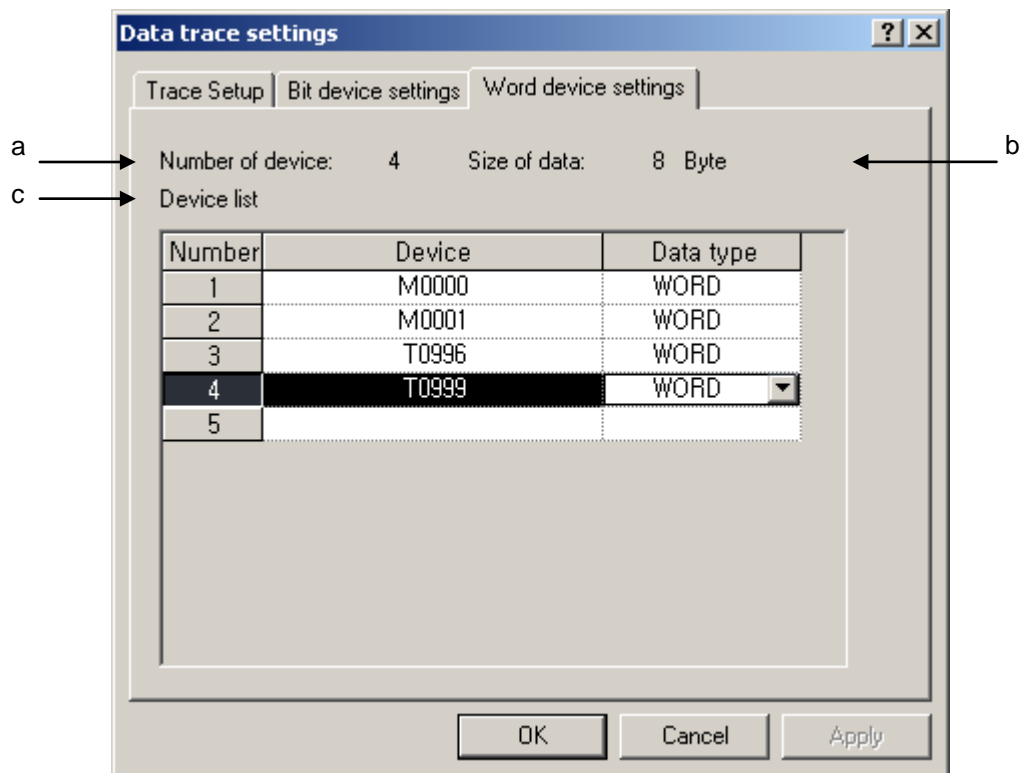 Data trace settings
Trace Setup Bit device settings Word device settings
a Number of device: 4 Size of data: 8 Byte b
c Device list
Number Device Data type
1 M0000 WORD
2 M0001 WORD
3 T0996 WORD
4 T0999 WORD
5
OK Cancel Apply